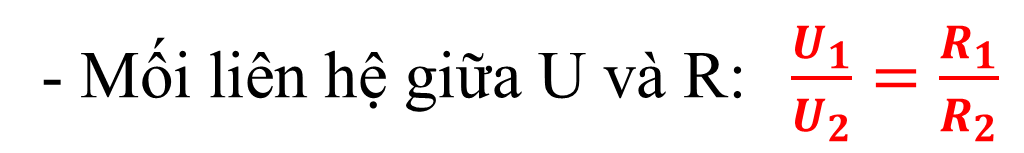 - Mối liên hệ giữa U và R: U₁/U₂ = R₁/R₂